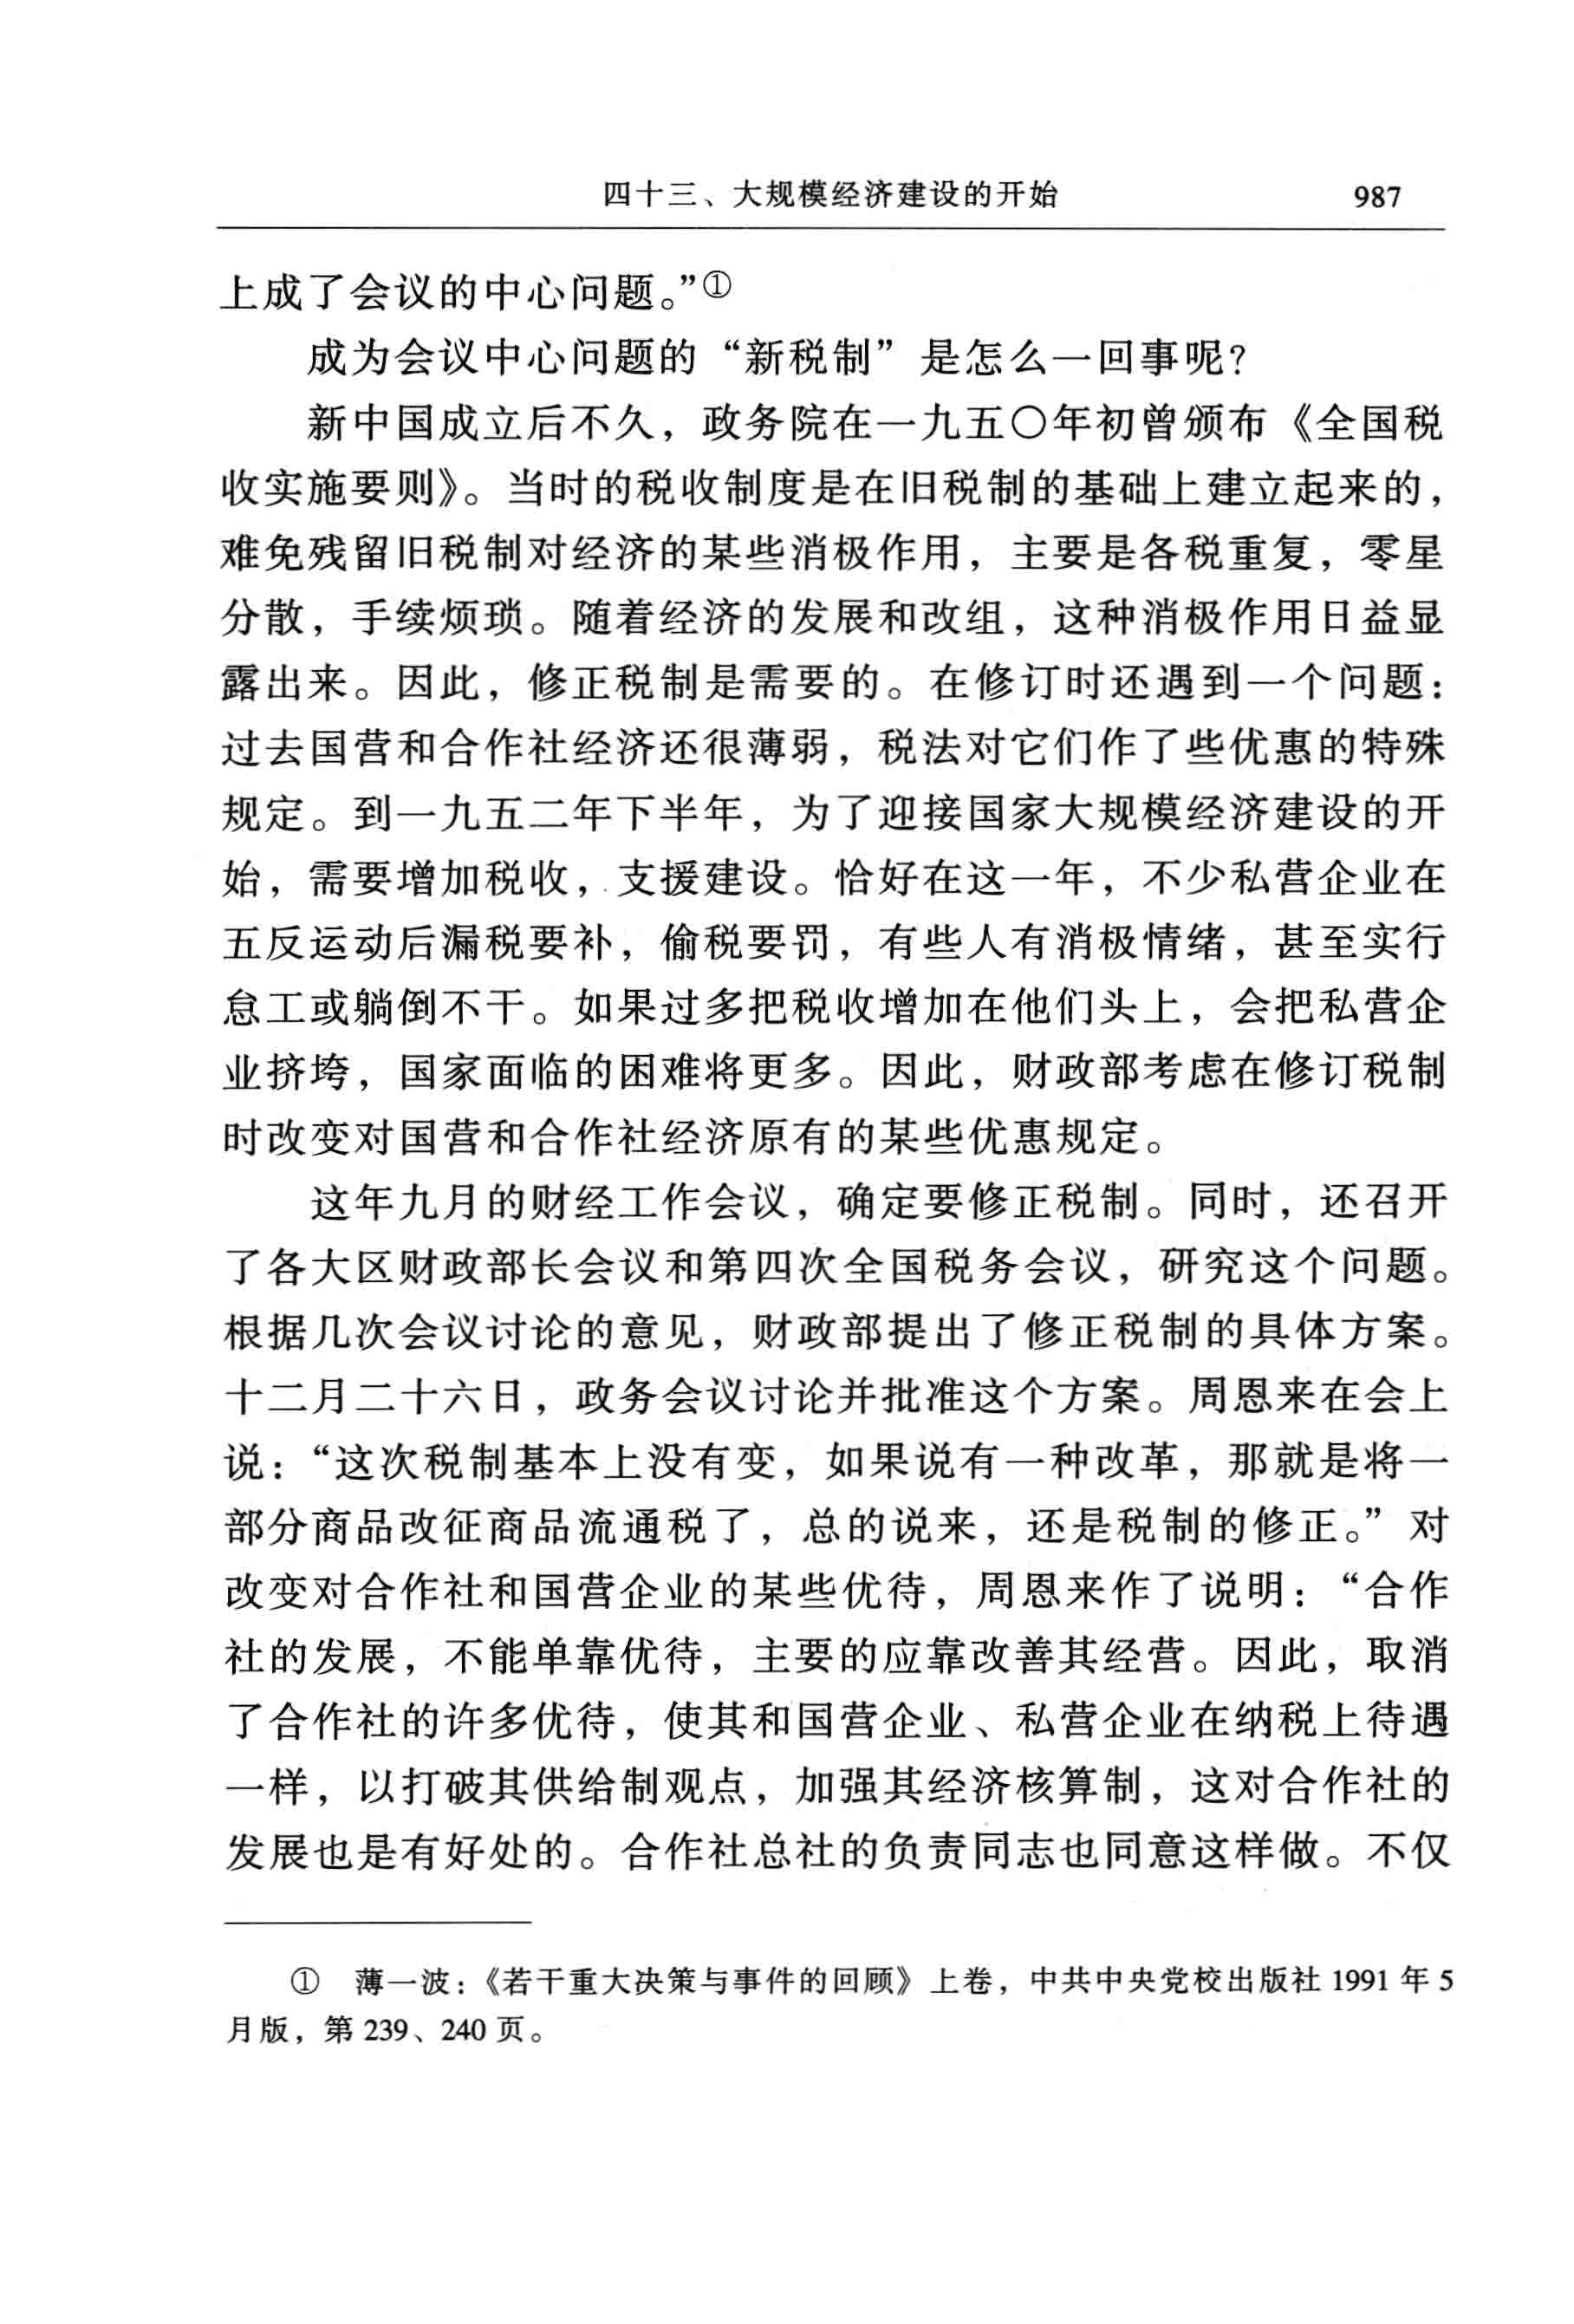 四十三、大规模经济建设的开始 987
上成了会议的中心问题。”①
成为会议中心问题的“新税制”是怎么一回事呢？
新中国成立后不久，政务院在一九五〇年初曾颁布《全国税
收实施要则》。当时的税收制度是在旧税制的基础上建立起来的，
难免残留旧税制对经济的某些消极作用，主要是各税重复，零星
分散，手续烦琐。随着经济的发展和改组，这种消极作用日益显
露出来。因此，修正税制是需要的。在修订时还遇到一个问题：
过去国营和合作社经济还很薄弱，税法对它们作了些优惠的特殊
规定。到一九五二年下半年，为了迎接国家大规模经济建设的开
始，需要增加税收，支援建设。恰好在这一年，不少私营企业在
五反运动后漏税要补，偷税要罚，有些人有消极情绪，甚至实行
怠工或躺倒不干。如果过多把税收增加在他们头上，会把私营企
业挤垮，国家面临的困难将更多。因此，财政部考虑在修订税制
时改变对国营和合作社经济原有的某些优惠规定。
这年九月的财经工作会议，确定要修正税制。同时，还召开
了各大区财政部长会议和第四次全国税务会议，研究这个问题。
根据几次会议讨论的意见，财政部提出了修正税制的具体方案。
十二月二十六日，政务会议讨论并批准这个方案。周恩来在会上
说：“这次税制基本上没有变，如果说有一种改革，那就是将一
部分商品改征商品流通税了，总的说来，还是税制的修正。”对
改变对合作社和国营企业的某些优待，周恩来作了说明：“合作
社的发展，不能单靠优待，主要的应靠改善其经营。因此，取消
了合作社的许多优待，使其和国营企业、私营企业在纳税上待遇
一样，以打破其供给制观点，加强其经济核算制，这对合作社的
发展也是有好处的。合作社总社的负责同志也同意这样做。不仅
① 薄一波：《若干重大决策与事件的回顾》上卷，中共中央党校出版社 1991 年 5
月版，第 239、240 页。